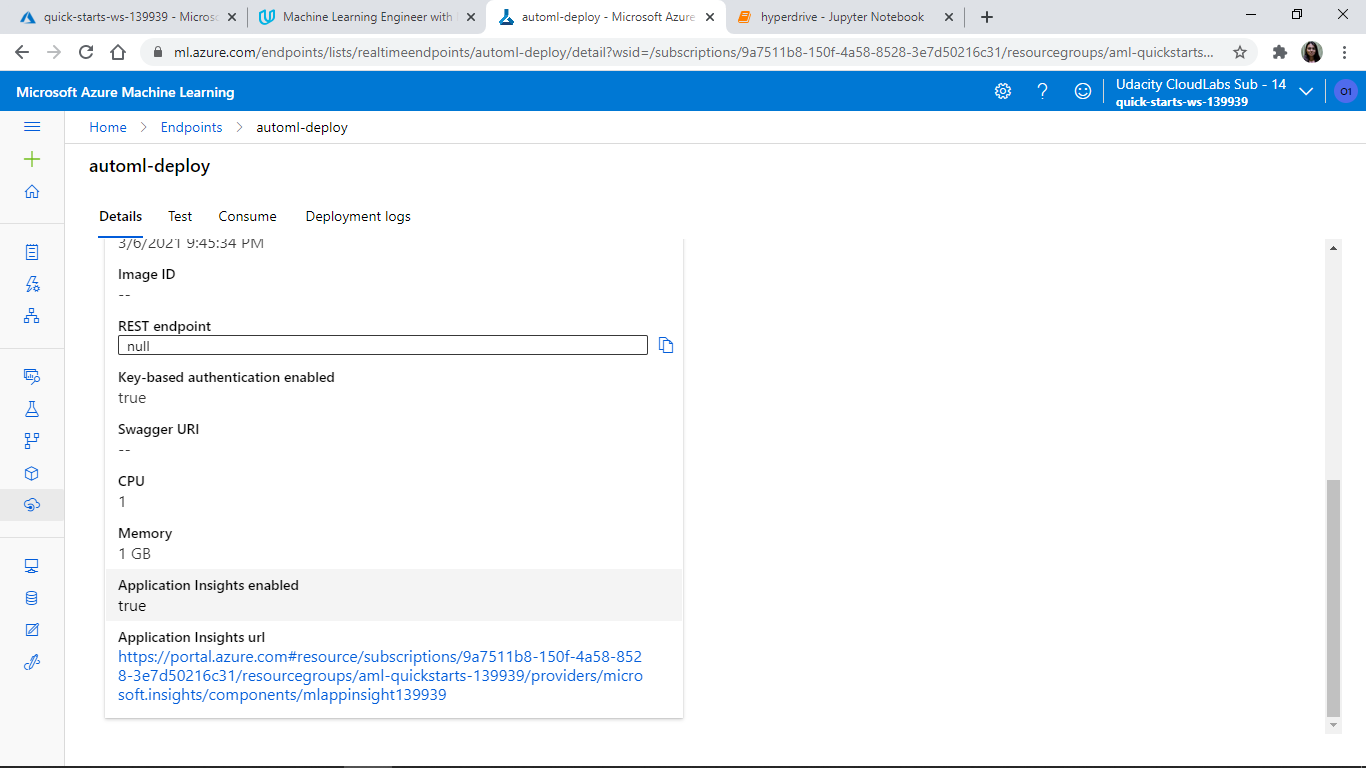 quick-starts-ws-139939 - Micros
Machine Learning Engineer with
automl-deploy - Microsoft Azure
hyperdrive - Jupyter Notebook
ml.azure.com/endpoints/lists/realtimeendpoints/automl-deploy/detail?wsid=/subscriptions/9a7511b8-150f-4a58-8528-3e7d50216c31/resourcegroups/aml-quickstarts...
Microsoft Azure Machine Learning
Udacity CloudLabs Sub - 14
quick-starts-ws-139939
O1
Home > Endpoints > automl-deploy
automl-deploy
Details Test Consume Deployment logs
3/6/2021 9:45:34 PM
Image ID
--
REST endpoint
null
Key-based authentication enabled
true
Swagger URI
--
CPU
1
Memory
1 GB
Application Insights enabled
true
Application Insights url
https://portal.azure.com#resource/subscriptions/9a7511b8-150f-4a58-852
8-3e7d50216c31/resourcegroups/aml-quickstarts-139939/providers/micro
soft.insights/components/mlappinsight139939